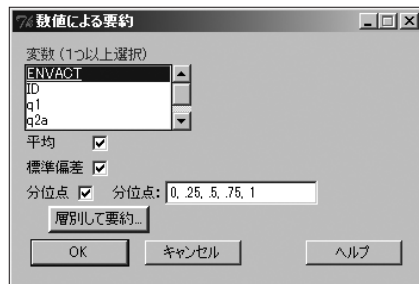 数値による要約
変数(1つ以上選択)
ENVACT
ID
q1
q2a
平均
標準偏差
分位点 分位点: 0, .25, .5, .75, 1
層別して要約...
OK キャンセル ヘルプ